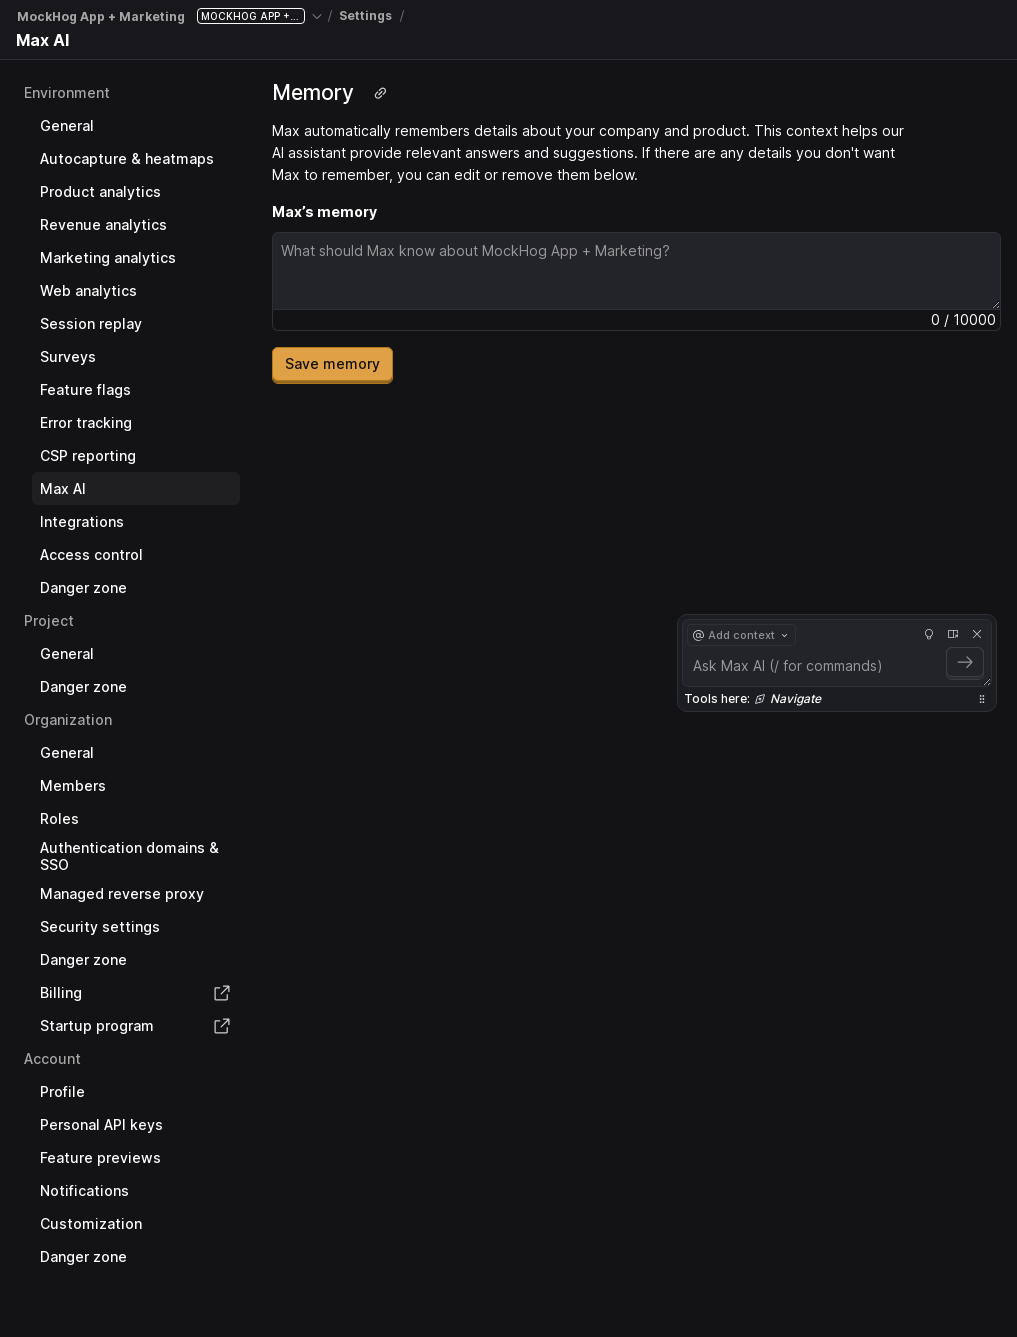 MockHog App + Marketing MOCKHOG APP +... / Settings /
Max AI
Environment
General
Autocapture & heatmaps
Product analytics
Revenue analytics
Marketing analytics
Web analytics
Session replay
Surveys
Feature flags
Error tracking
CSP reporting
Max AI
Integrations
Access control
Danger zone
Project
General
Danger zone
Organization
General
Members
Roles
Authentication domains &
SSO
Managed reverse proxy
Security settings
Danger zone
Billing
Startup program
Account
Profile
Personal API keys
Feature previews
Notifications
Customization
Danger zone
Memory
Max automatically remembers details about your company and product. This context helps our
AI assistant provide relevant answers and suggestions. If there are any details you don't want
Max to remember, you can edit or remove them below.
Max’s memory
What should Max know about MockHog App + Marketing?
0 / 10000
Save memory
@ Add context
Ask Max AI (/ for commands)
Tools here: Navigate